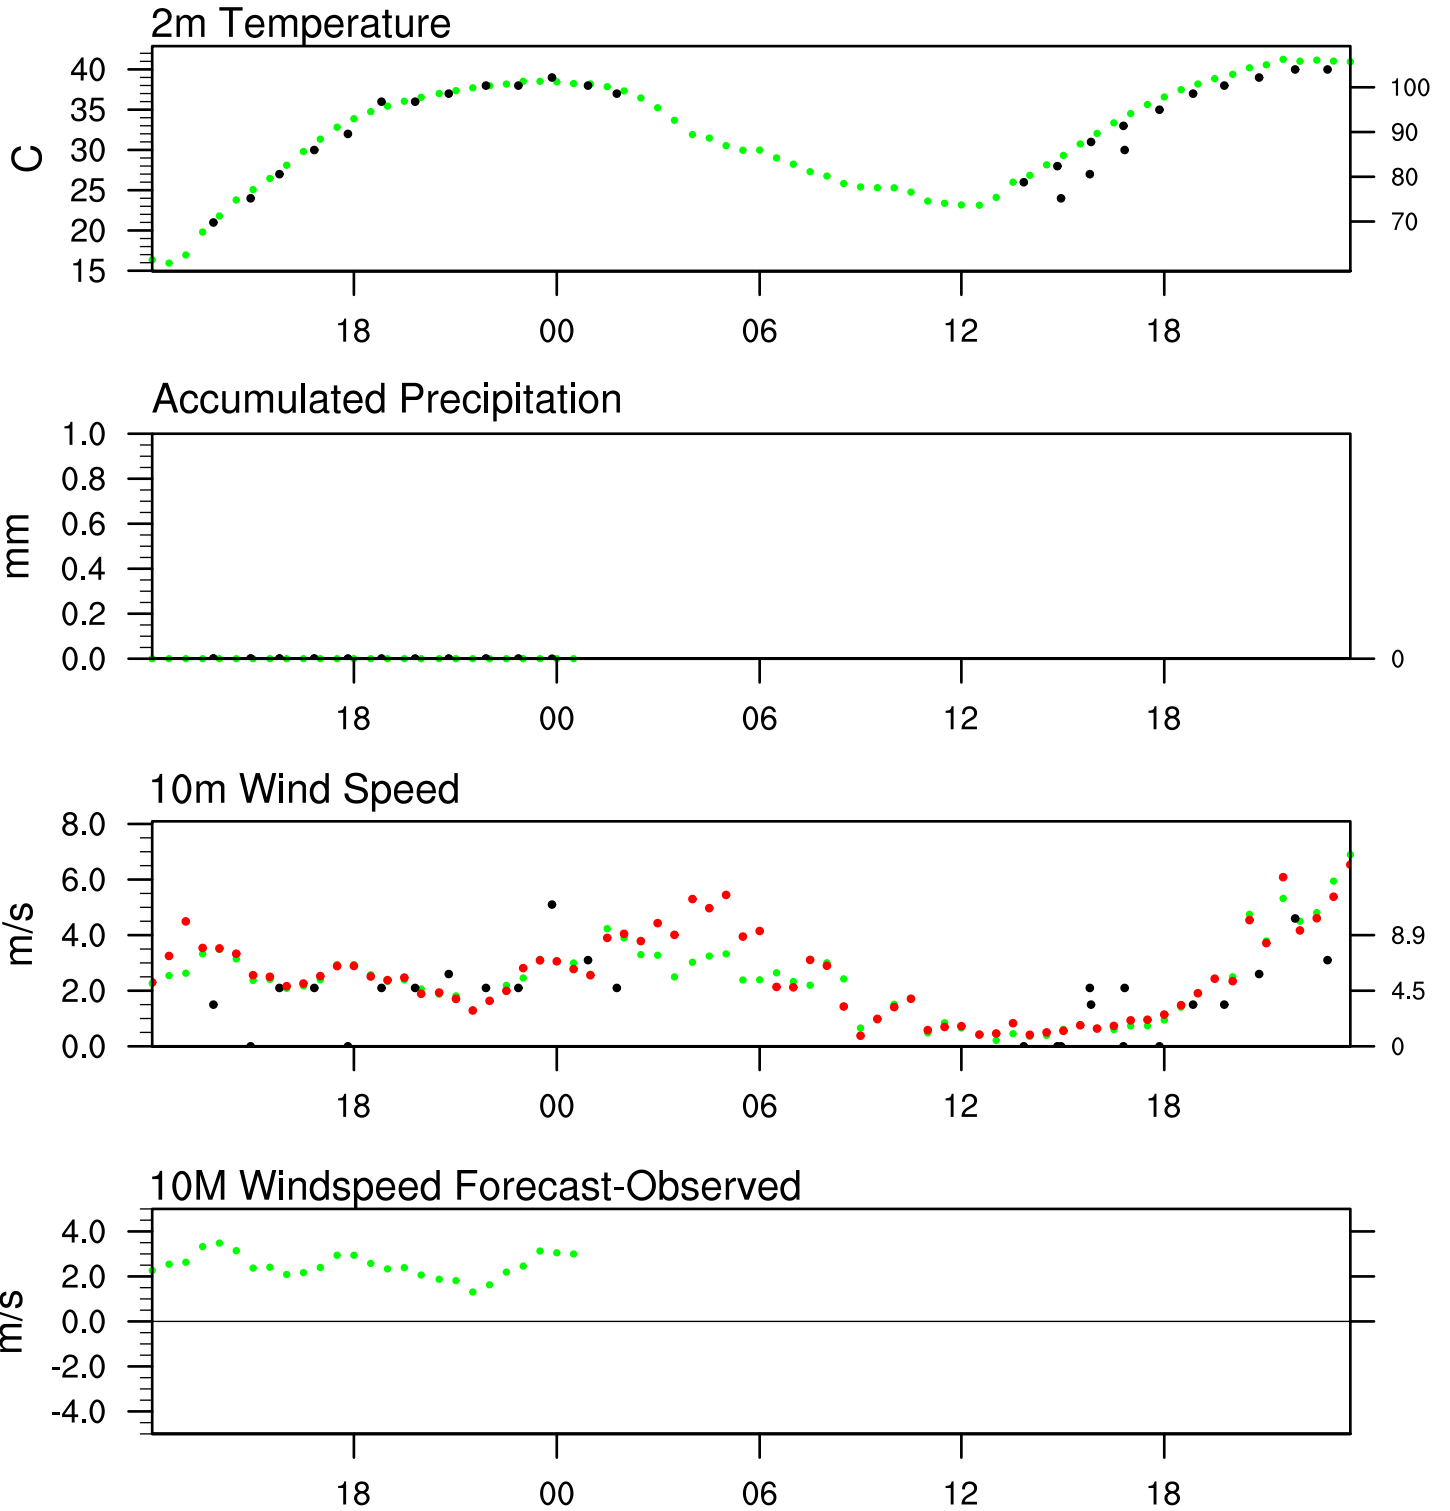 2m Temperature
40
35
30
25
20
15
C
100
90
80
70
18 00 06 12 18
Accumulated Precipitation
1.0
0.8
0.6
0.4
0.2
0.0
mm
0
18 00 06 12 18
10m Wind Speed
8.0
6.0
4.0
2.0
0.0
m/s
8.9
4.5
0
18 00 06 12 18
10M Windspeed Forecast-Observed
4.0
2.0
0.0
-2.0
-4.0
m/s
18 00 06 12 18